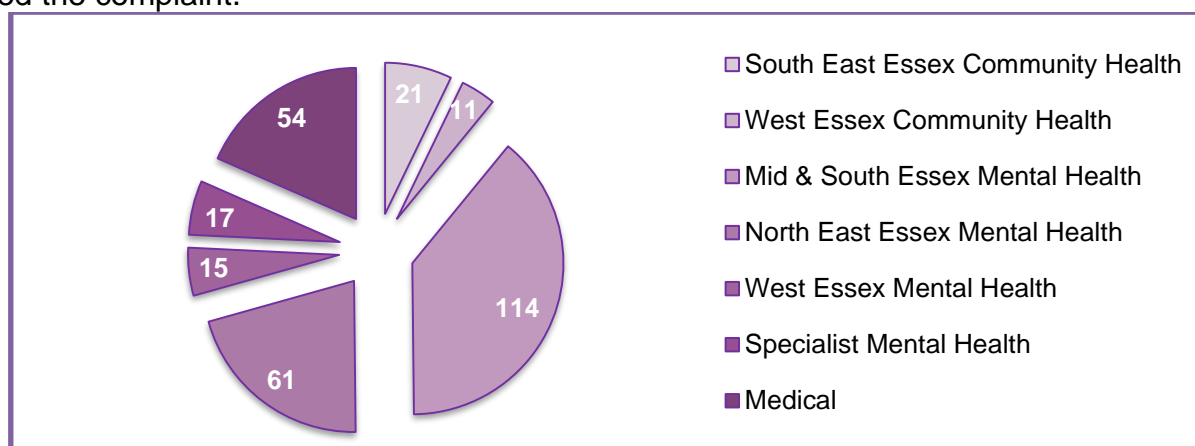 the complaint.
21
11
114
61
15
17
54
South East Essex Community Health
West Essex Community Health
Mid & South Essex Mental Health
North East Essex Mental Health
West Essex Mental Health
Specialist Mental Health
Medical